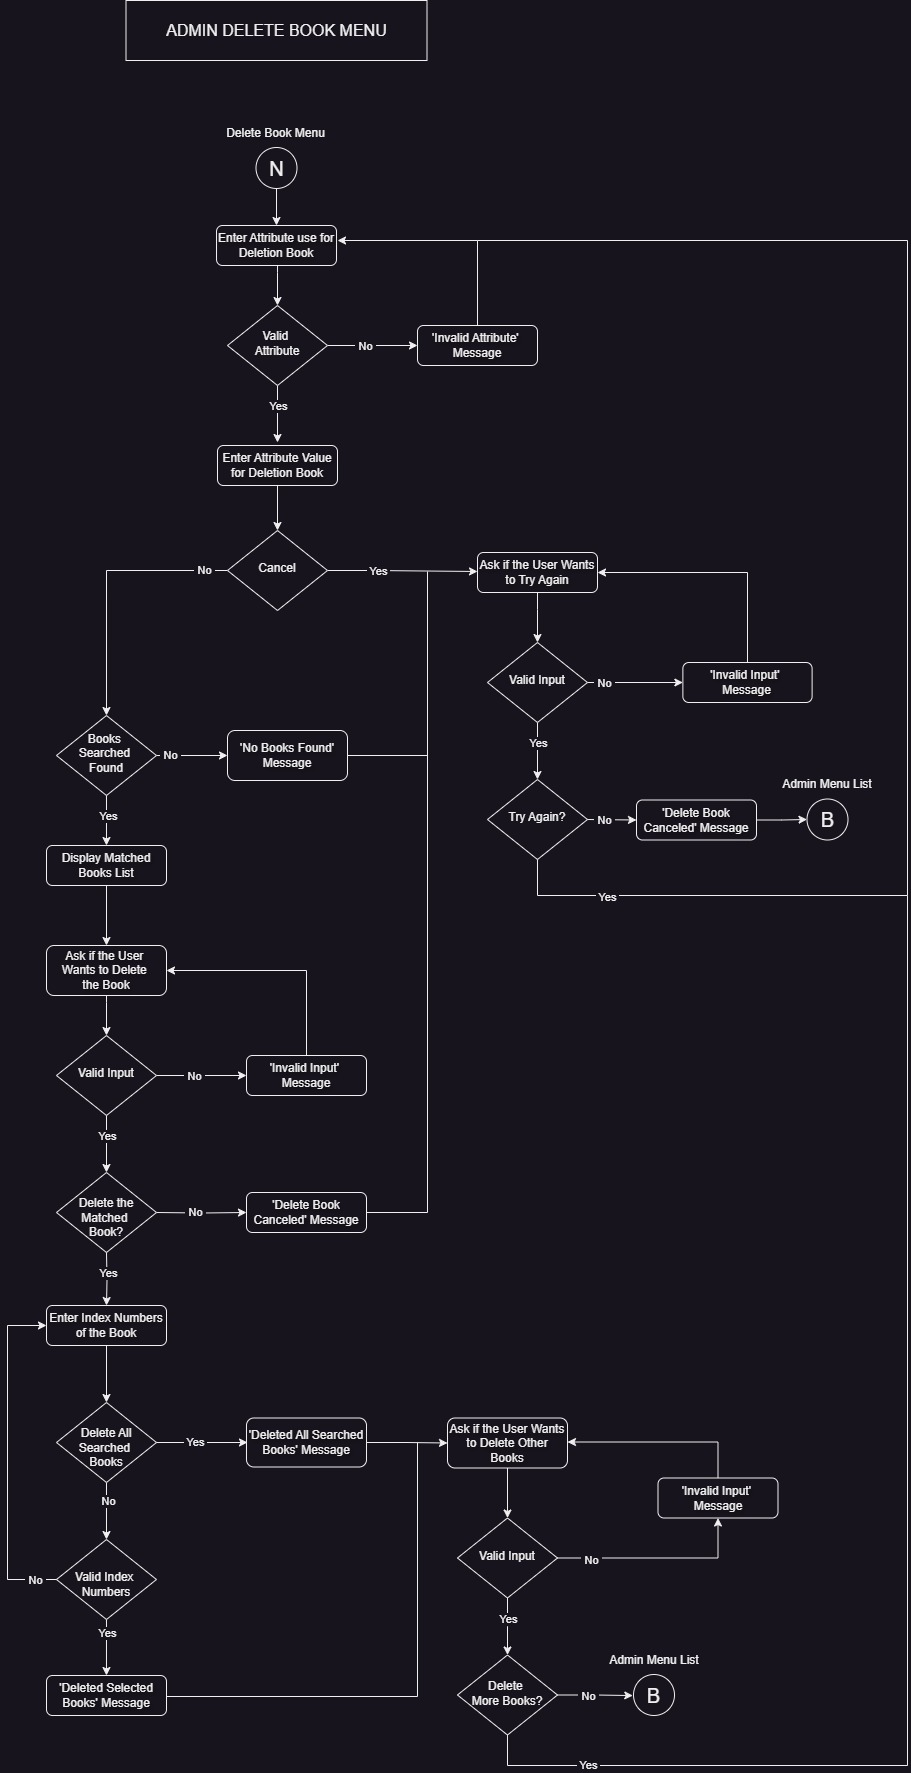 ADMIN DELETE BOOK MENU
Delete Book Menu
N
Enter Attribute use for
Deletion Book
Valid
Attribute
No
'Invalid Attribute'
Message
Yes
Enter Attribute Value
for Deletion Book
Cancel
No
Yes
Ask if the User Wants
to Try Again
Valid Input
No
'Invalid Input'
Message
Yes
Books
Searched
Found
No
'No Books Found'
Message
Yes
Try Again?
No
'Delete Book
Canceled' Message
Admin Menu List
B
Yes
Display Matched
Books List
Ask if the User
Wants to Delete
the Book
Valid Input
No
'Invalid Input'
Message
Yes
Delete the
Matched
Book?
No
'Delete Book
Canceled' Message
Yes
Enter Index Numbers
of the Book
Delete All
Searched
Books
Yes
'Deleted All Searched
Books' Message
Ask if the User Wants
to Delete Other
Books
'Invalid Input'
Message
No
Valid Input
No
Valid Index
Numbers
No
Yes
Yes
'Deleted Selected
Books' Message
Delete
More Books?
No
Admin Menu List
B
Yes